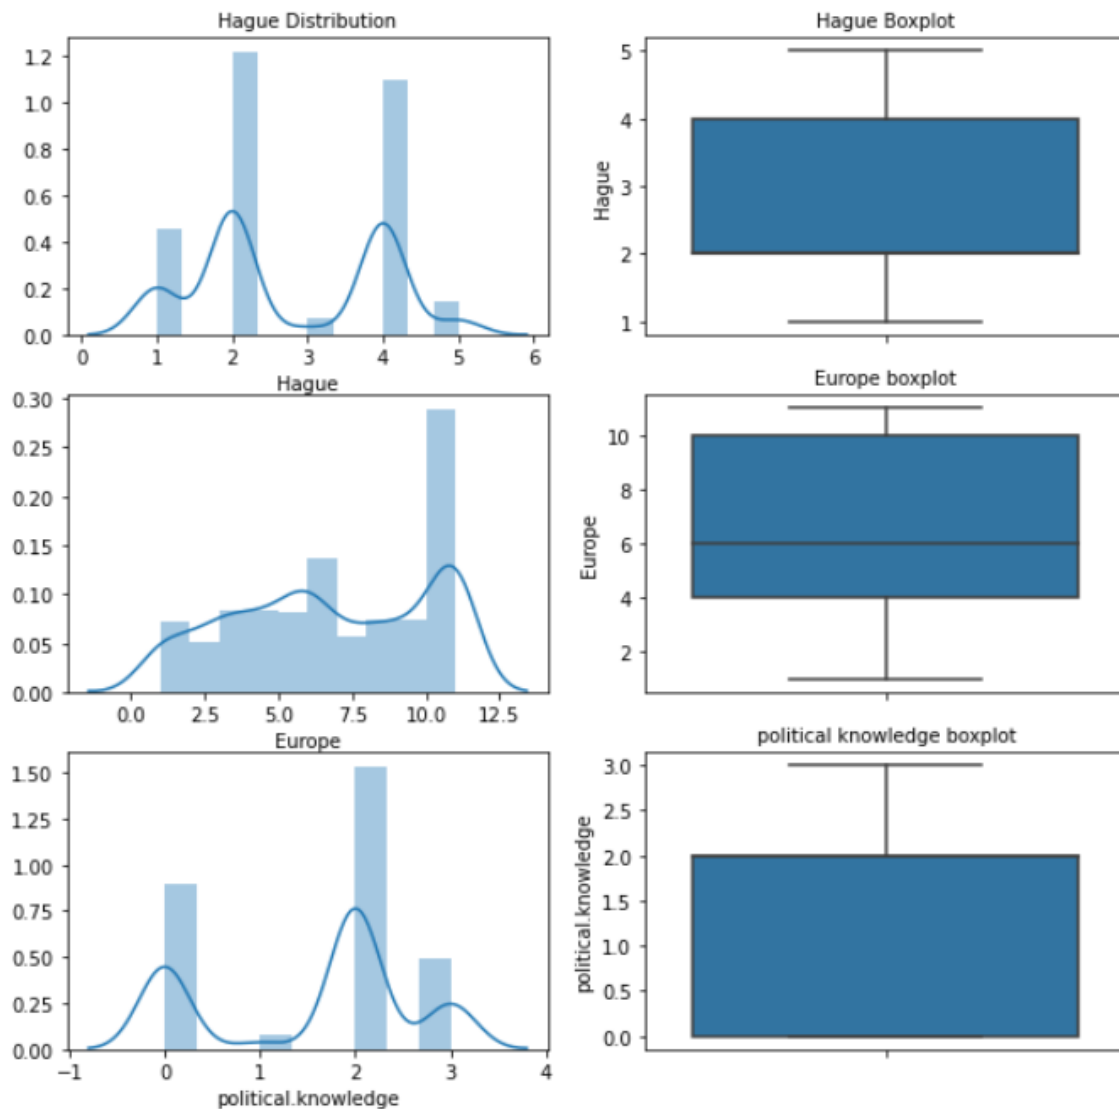 Hague Distribution
1.2
1.0
0.8
0.6
0.4
0.2
0.0
0 1 2 3 4 5 6
Hague
Hague Boxplot
5
4
3
2
1
Hague
0.30
0.25
0.20
0.15
0.10
0.05
0.00
0.0 2.5 5.0 7.5 10.0 12.5
Europe
Europe boxplot
10
8
6
4
2
Europe
1.50
1.25
1.00
0.75
0.50
0.25
0.00
−1 0 1 2 3 4
political.knowledge
political knowledge boxplot
3.0
2.5
2.0
1.5
1.0
0.5
0.0
political.knowledge